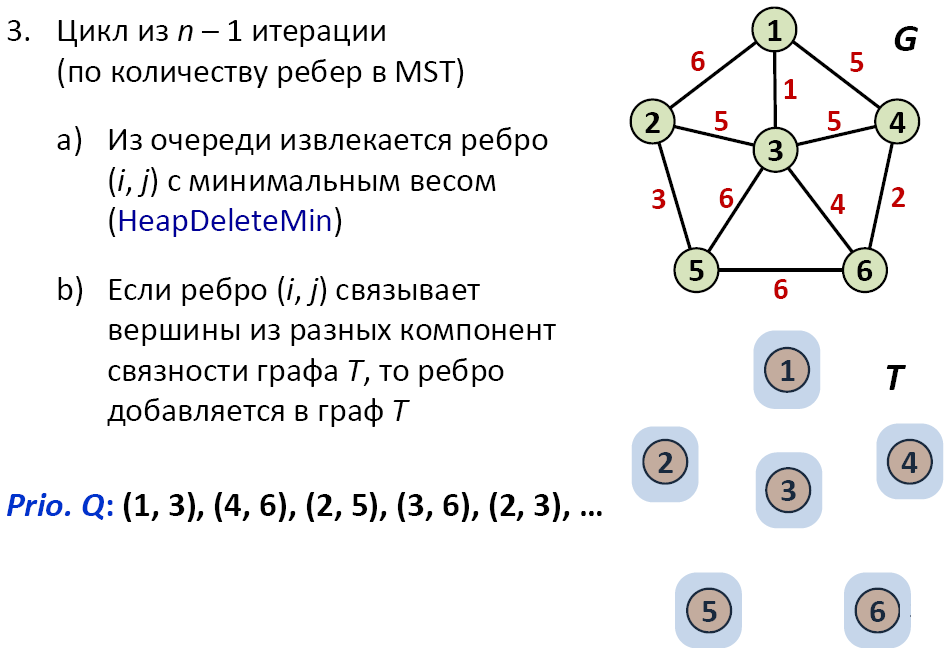 3. Цикл из n – 1 итерации
(по количеству ребер в MST)
a) Из очереди извлекается ребро
(i, j) с минимальным весом
(HeapDeleteMin)
b) Если ребро (i, j) связывает
вершины из разных компонент
связности графа T, то ребро
добавляется в граф T
Prio. Q: (1, 3), (4, 6), (2, 5), (3, 6), (2, 3), ...
G
1
6
5
1
2
5
5
4
3
3
6
4
2
5
6
6
T
1
2
4
3
5
6